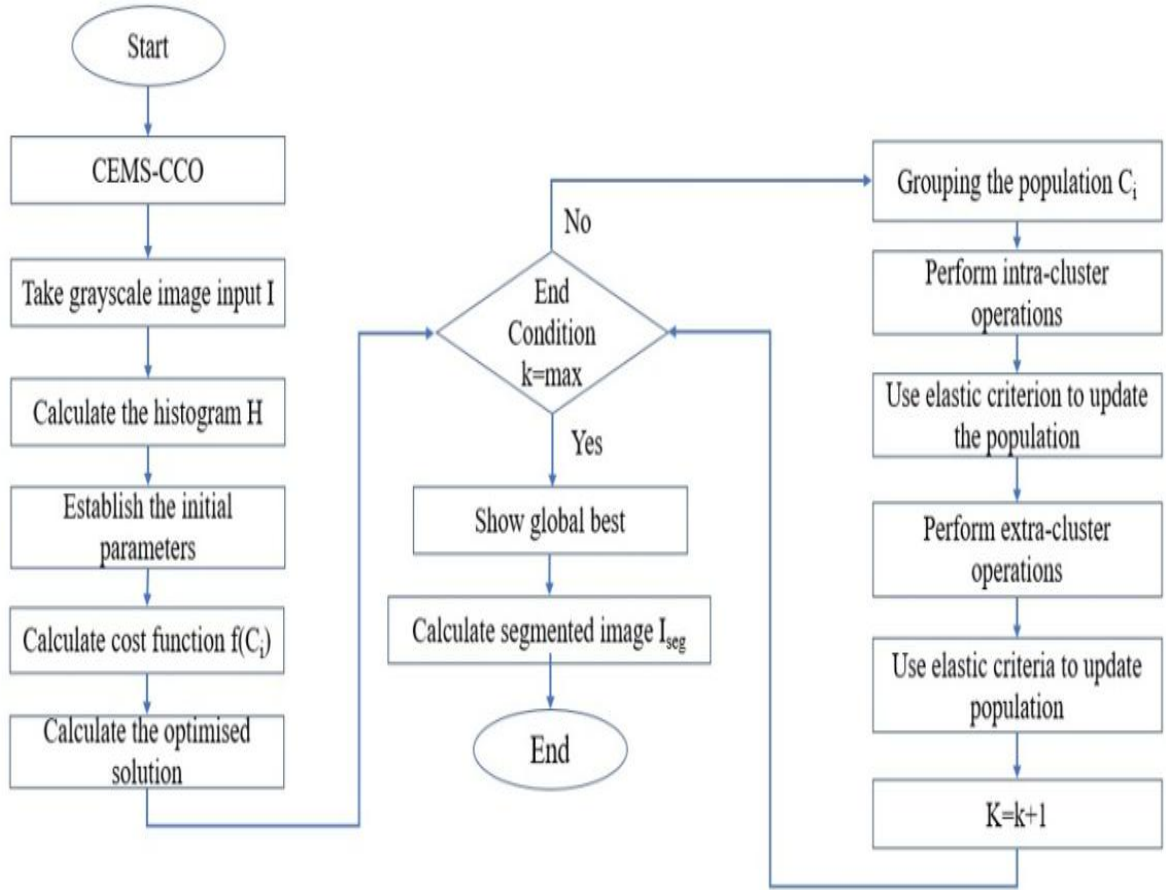 Start
CEMS-CCO
Take grayscale image input I
Calculate the histogram H
Establish the initial
parameters
Calculate cost function f(Cᵢ)
Calculate the optimised
solution
End
Condition
k=max
No
Yes
Show global best
Calculate segmented image I_seg
End
Grouping the population Cᵢ
Perform intra-cluster
operations
Use elastic criterion to update
the population
Perform extra-cluster
operations
Use elastic criteria to update
population
K=k+1